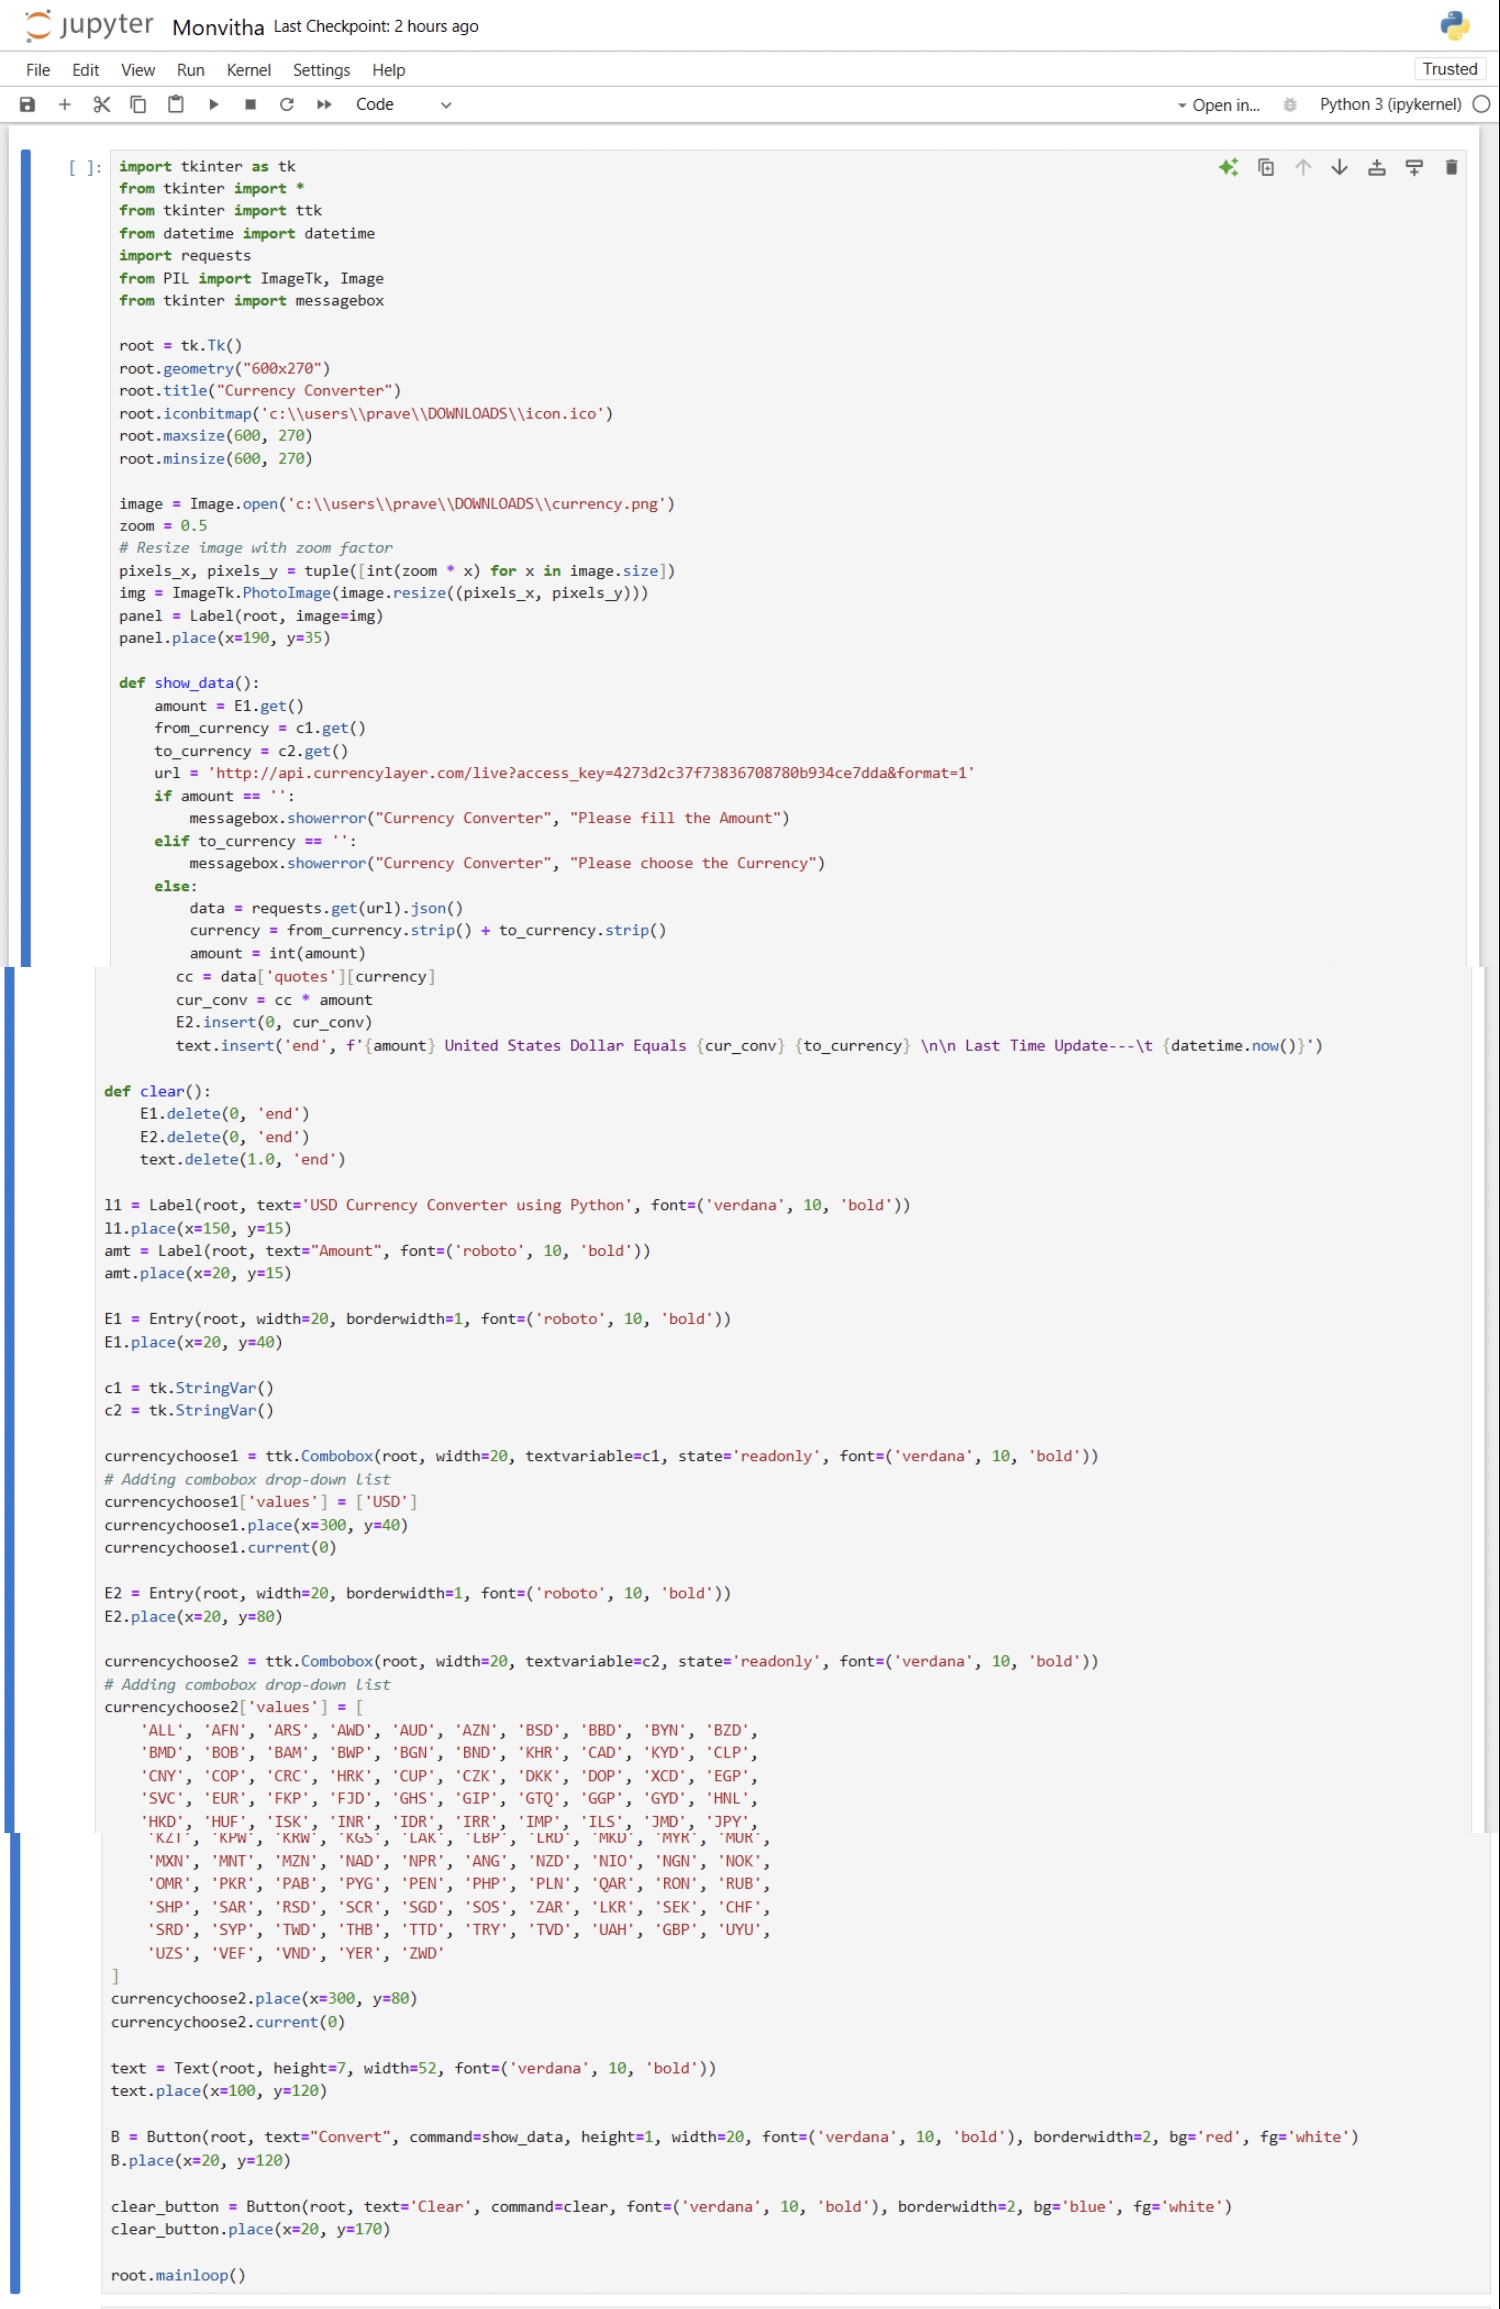 jupyter Monvitha Last Checkpoint: 2 hours ago
File Edit View Run Kernel Settings Help Trusted
Code Open in... Python 3 (ipykernel)
[ ]: import tkinter as tk
from tkinter import *
from tkinter import ttk
from datetime import datetime
import requests
from PIL import ImageTk, Image
from tkinter import messagebox

root = tk.Tk()
root.geometry("600x270")
root.title("Currency Converter")
root.iconbitmap('c:\\users\\prave\\DOWNLOADS\\icon.ico')
root.maxsize(600, 270)
root.minsize(600, 270)

image = Image.open('c:\\users\\prave\\DOWNLOADS\\currency.png')
zoom = 0.5
# Resize image with zoom factor
pixels_x, pixels_y = tuple([int(zoom * x) for x in image.size])
img = ImageTk.PhotoImage(image.resize((pixels_x, pixels_y)))
panel = Label(root, image=img)
panel.place(x=190, y=35)

def show_data():
    amount = E1.get()
    from_currency = c1.get()
    to_currency = c2.get()
    url = 'http://api.currencylayer.com/live?access_key=4273d2c37f73836708780b934ce7dda&format=1'
    if amount == '':
        messagebox.showerror("Currency Converter", "Please fill the Amount")
    elif to_currency == '':
        messagebox.showerror("Currency Converter", "Please choose the Currency")
    else:
        data = requests.get(url).json()
        currency = from_currency.strip() + to_currency.strip()
        amount = int(amount)
        cc = data['quotes'][currency]
        cur_conv = cc * amount
        E2.insert(0, cur_conv)
        text.insert('end', f'{amount} United States Dollar Equals {cur_conv} {to_currency} \n\n Last Time Update---\t {datetime.now()}')

def clear():
    E1.delete(0, 'end')
    E2.delete(0, 'end')
    text.delete(1.0, 'end')

l1 = Label(root, text='USD Currency Converter using Python', font=('verdana', 10, 'bold'))
l1.place(x=150, y=15)
amt = Label(root, text="Amount", font=('roboto', 10, 'bold'))
amt.place(x=20, y=15)

E1 = Entry(root, width=20, borderwidth=1, font=('roboto', 10, 'bold'))
E1.place(x=20, y=40)

c1 = tk.StringVar()
c2 = tk.StringVar()

currencychoose1 = ttk.Combobox(root, width=20, textvariable=c1, state='readonly', font=('verdana', 10, 'bold'))
# Adding combobox drop-down list
currencychoose1['values'] = ['USD']
currencychoose1.place(x=300, y=40)
currencychoose1.current(0)

E2 = Entry(root, width=20, borderwidth=1, font=('roboto', 10, 'bold'))
E2.place(x=20, y=80)

currencychoose2 = ttk.Combobox(root, width=20, textvariable=c2, state='readonly', font=('verdana', 10, 'bold'))
# Adding combobox drop-down list
currencychoose2['values'] = [
    'ALL', 'AFN', 'ARS', 'AWD', 'AUD', 'AZN', 'BSD', 'BBD', 'BYN', 'BZD',
    'BMD', 'BOB', 'BAM', 'BWP', 'BGN', 'BND', 'KHR', 'CAD', 'KYD', 'CLP',
    'CNY', 'COP', 'CRC', 'HRK', 'CUP', 'CZK', 'DKK', 'DOP', 'XCD', 'EGP',
    'SVC', 'EUR', 'FKP', 'FJD', 'GHS', 'GIP', 'GTQ', 'GGP', 'GYD', 'HNL',
    'HKD', 'HUF', 'ISK', 'INR', 'IDR', 'IRR', 'IMP', 'ILS', 'JMD', 'JPY',
    'KZT', 'KPW', 'KRW', 'KGS', 'LAK', 'LBP', 'LRD', 'MKD', 'MYR', 'MUR',
    'MXN', 'MNT', 'MZN', 'NAD', 'NPR', 'ANG', 'NZD', 'NIO', 'NGN', 'NOK',
    'OMR', 'PKR', 'PAB', 'PYG', 'PEN', 'PHP', 'PLN', 'QAR', 'RON', 'RUB',
    'SHP', 'SAR', 'RSD', 'SCR', 'SGD', 'SOS', 'ZAR', 'LKR', 'SEK', 'CHF',
    'SRD', 'SYP', 'TWD', 'THB', 'TTD', 'TRY', 'TVD', 'UAH', 'GBP', 'UYU',
    'UZS', 'VEF', 'VND', 'YER', 'ZWD'
]
currencychoose2.place(x=300, y=80)
currencychoose2.current(0)

text = Text(root, height=7, width=52, font=('verdana', 10, 'bold'))
text.place(x=100, y=120)

B = Button(root, text="Convert", command=show_data, height=1, width=20, font=('verdana', 10, 'bold'), borderwidth=2, bg='red', fg='white')
B.place(x=20, y=120)

clear_button = Button(root, text='Clear', command=clear, font=('verdana', 10, 'bold'), borderwidth=2, bg='blue', fg='white')
clear_button.place(x=20, y=170)

root.mainloop()